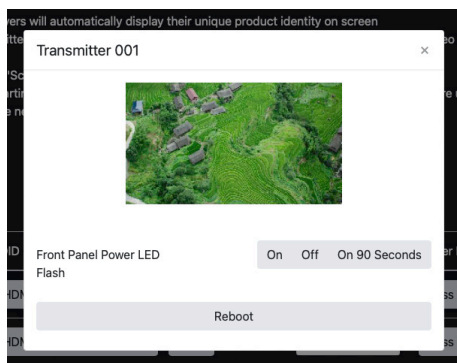 vers will automatically display their unique product identity on screen
Transmitter 001
×
Front Panel Power LED
Flash
On Off On 90 Seconds
Reboot